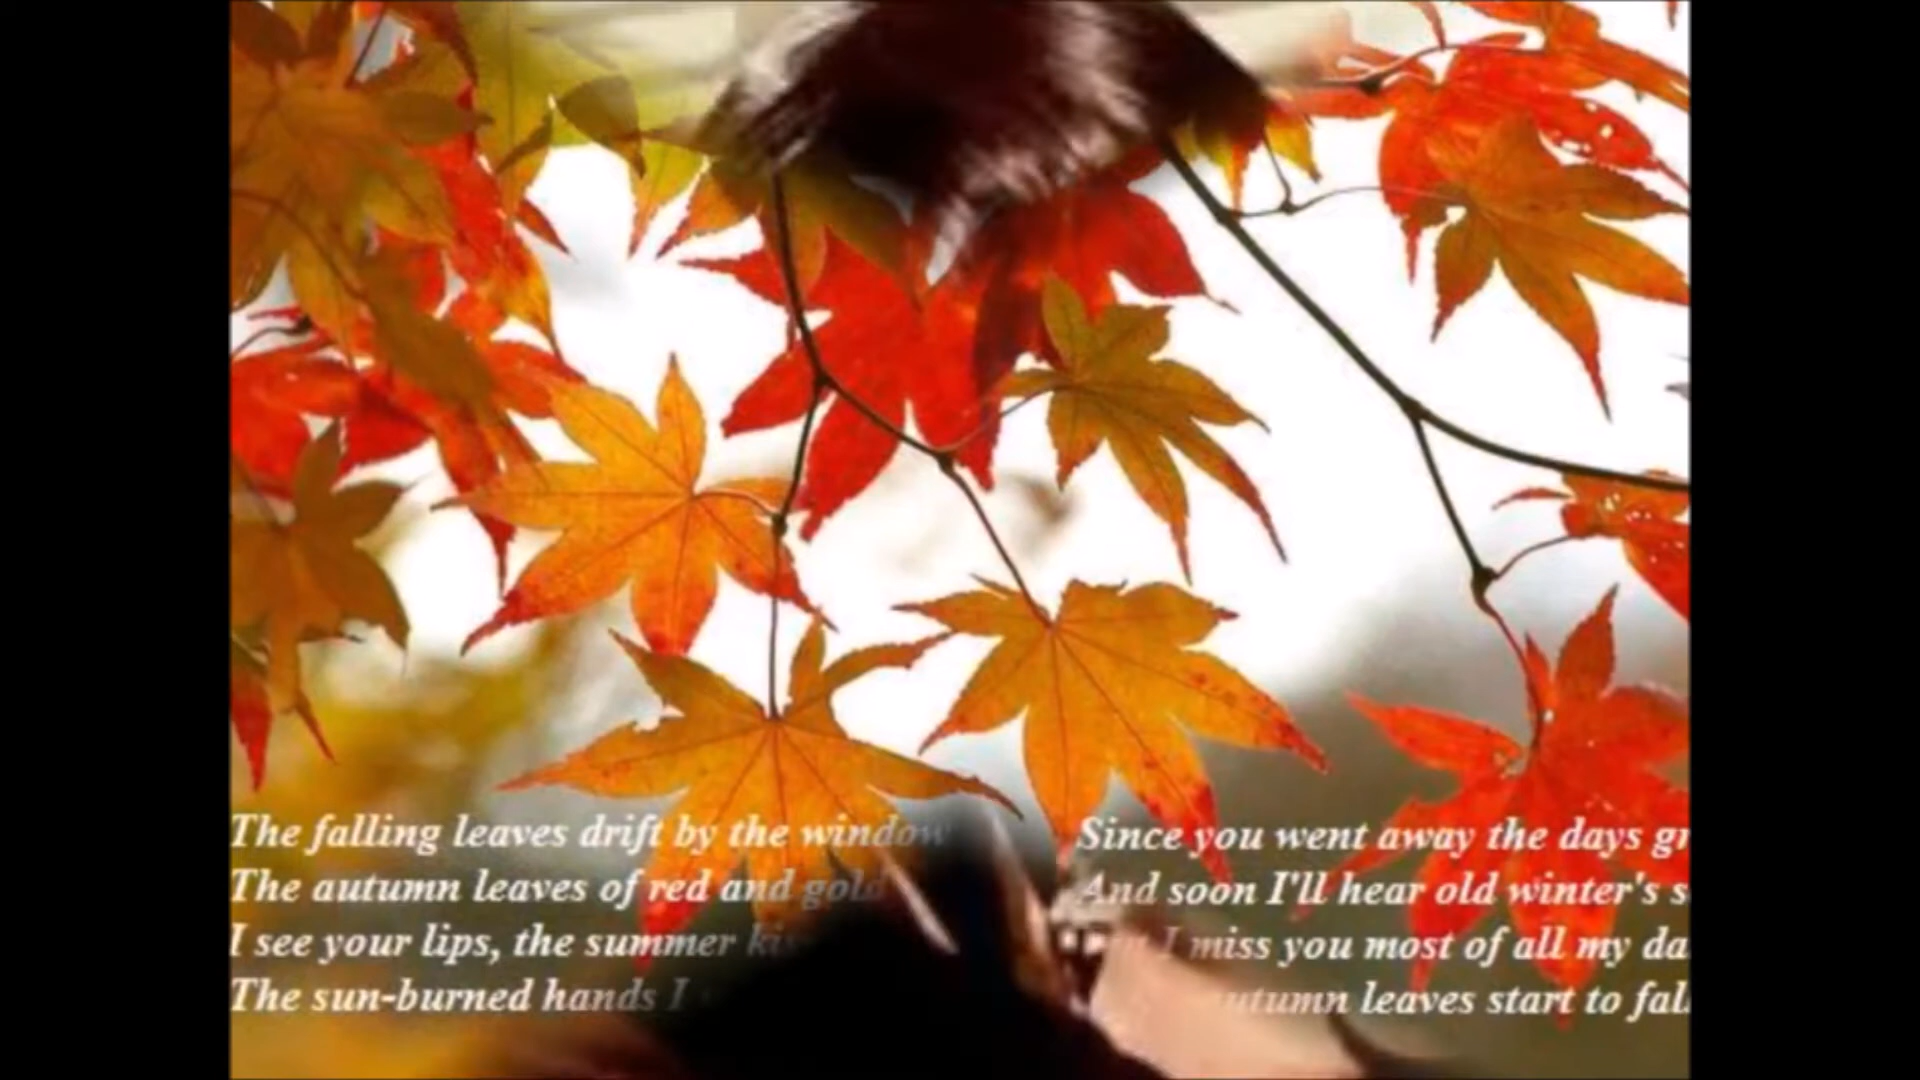 The falling leaves drift by the window
The autumn leaves of red and gold
I see your lips, the summer
The sun-burned hands I
Since you went away the days
And soon I'll hear old winter's
I miss you most of all my
leaves start to